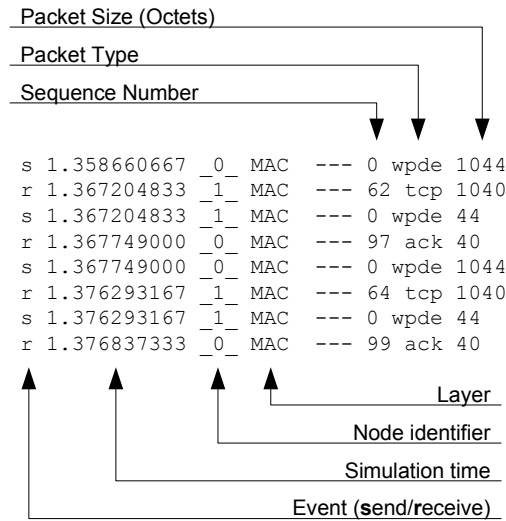 Packet Size (Octets)
Packet Type
Sequence Number
s 1.358660667 _0_ MAC --- 0 wpde 1044
r 1.367204833 _1_ MAC --- 62 tcp 1040
s 1.367204833 _1_ MAC --- 0 wpde 44
r 1.367749000 _0_ MAC --- 97 ack 40
s 1.367749000 _0_ MAC --- 0 wpde 1044
r 1.376293167 _1_ MAC --- 64 tcp 1040
s 1.376293167 _1_ MAC --- 0 wpde 44
r 1.376837333 _0_ MAC --- 99 ack 40
Layer
Node identifier
Simulation time
Event (send/receive)